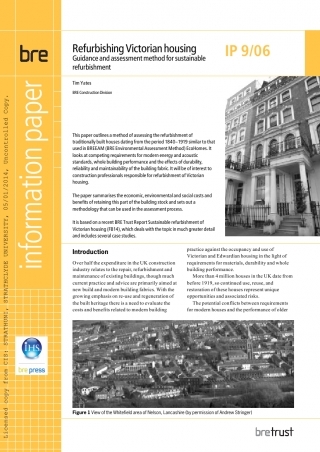 bre
information paper
Licensed copy from CIS: STRATHUNI, STRATHCLYDE UNIVERSITY, 05/01/2014, Uncontrolled Copy.
IHS
brepress
Refurbishing Victorian housing
Guidance and assessment method for sustainable
refurbishment
IP 9/06
Tim Yates
BRE Construction Division
This paper outlines a method of assessing the refurbishment of
traditionally built houses dating from the period 1840–1919 similar to that
used in BREEAM (BRE Environmental Assessment Method) EcoHomes. It
looks at competing requirements for modern energy and acoustic
standards, whole building performance and the effects of durability,
reliability and maintainability of the building fabric. It will be of interest to
construction professionals responsible for refurbishment of Victorian
housing.
The paper summarises the economic, environmental and social costs and
benefits of retaining this part of the building stock and sets out a
methodology that can be used in the assessment process.
It is based on a recent BRE Trust Report Sustainable refurbishment of
Victorian housing (FB14), which deals with the topic in much greater detail
and includes several case studies.
Introduction
Over half the expenditure in the UK construction
industry relates to the repair, refurbishment and
maintenance of existing buildings, though much
current practice and advice are primarily aimed at
new build and modern building fabrics. With the
growing emphasis on re-use and regeneration of
the built heritage there is a need to evaluate the
costs and benefits related to modern building
practice against the occupancy and use of
Victorian and Edwardian housing in the light of
requirements for materials, durability and whole
building performance.
More than 4 million houses in the UK date from
before 1919, so continued use, reuse, and
restoration of these houses represent unique
opportunities and associated risks.
The potential conflicts between requirements
for modern houses and the performance of older
Figure 1 View of the Whitefield area of Nelson, Lancashire (by permission of Andrew Stringer)
bretrust